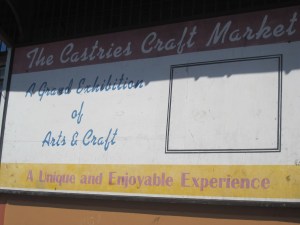 The Castries Craft Market
A Grand Exhibition
of
Arts & Craft
A Unique and Enjoyable Experience